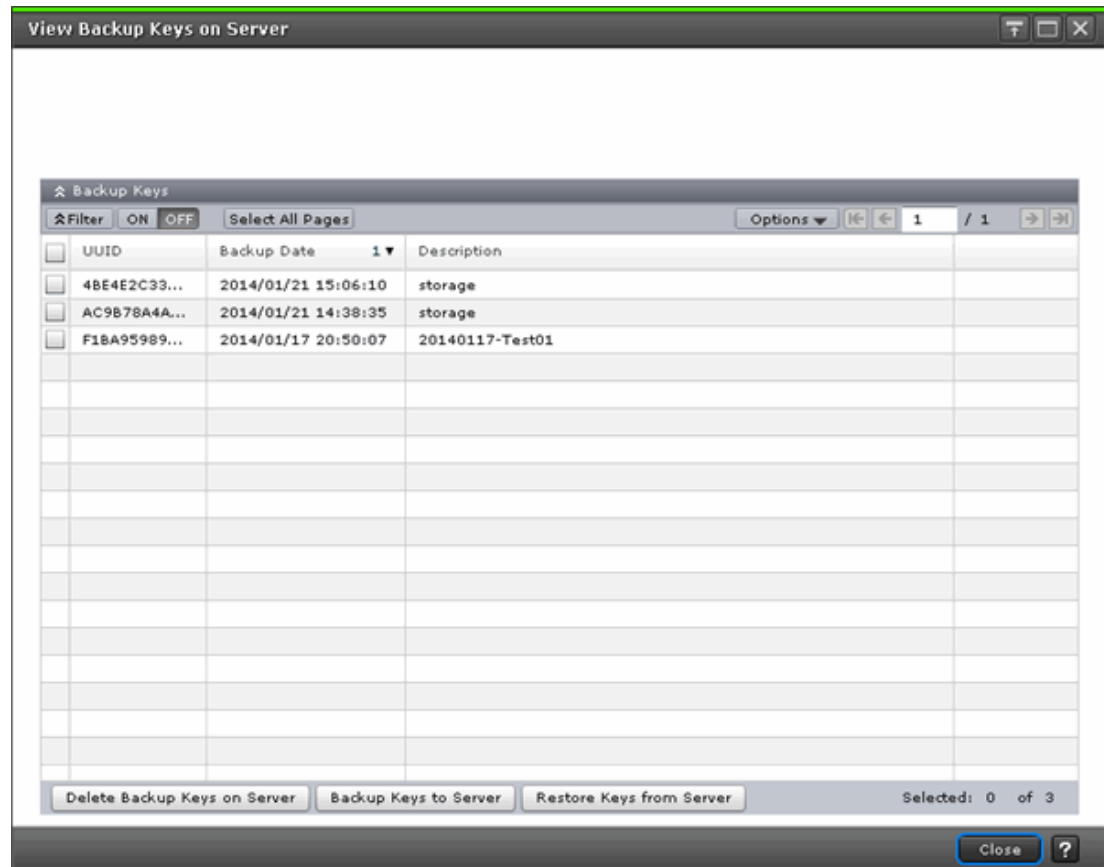 View Backup Keys on Server
Backup Keys
Filter ON OFF Select All Pages Options 1 / 1
UUID Backup Date 1 Description
4BE4E2C33... 2014/01/21 15:06:10 storage
AC9B78A4A... 2014/01/21 14:38:35 storage
F1BA95989... 2014/01/17 20:50:07 20140117-Test01
Delete Backup Keys on Server Backup Keys to Server Restore Keys from Server Selected: 0 of 3
Close ?